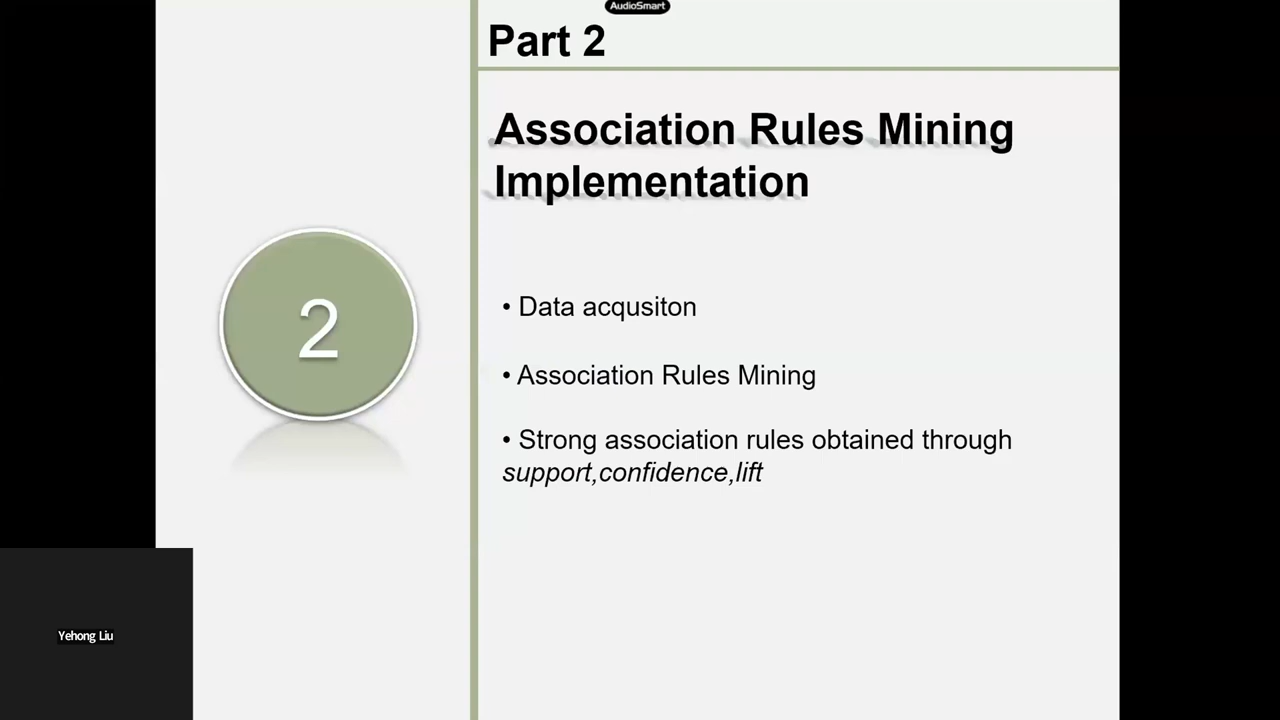 AudioSmart
Part 2
Association Rules Mining
Implementation
2
• Data acqusiton
• Association Rules Mining
• Strong association rules obtained through
support,confidence,lift
Yehong Liu